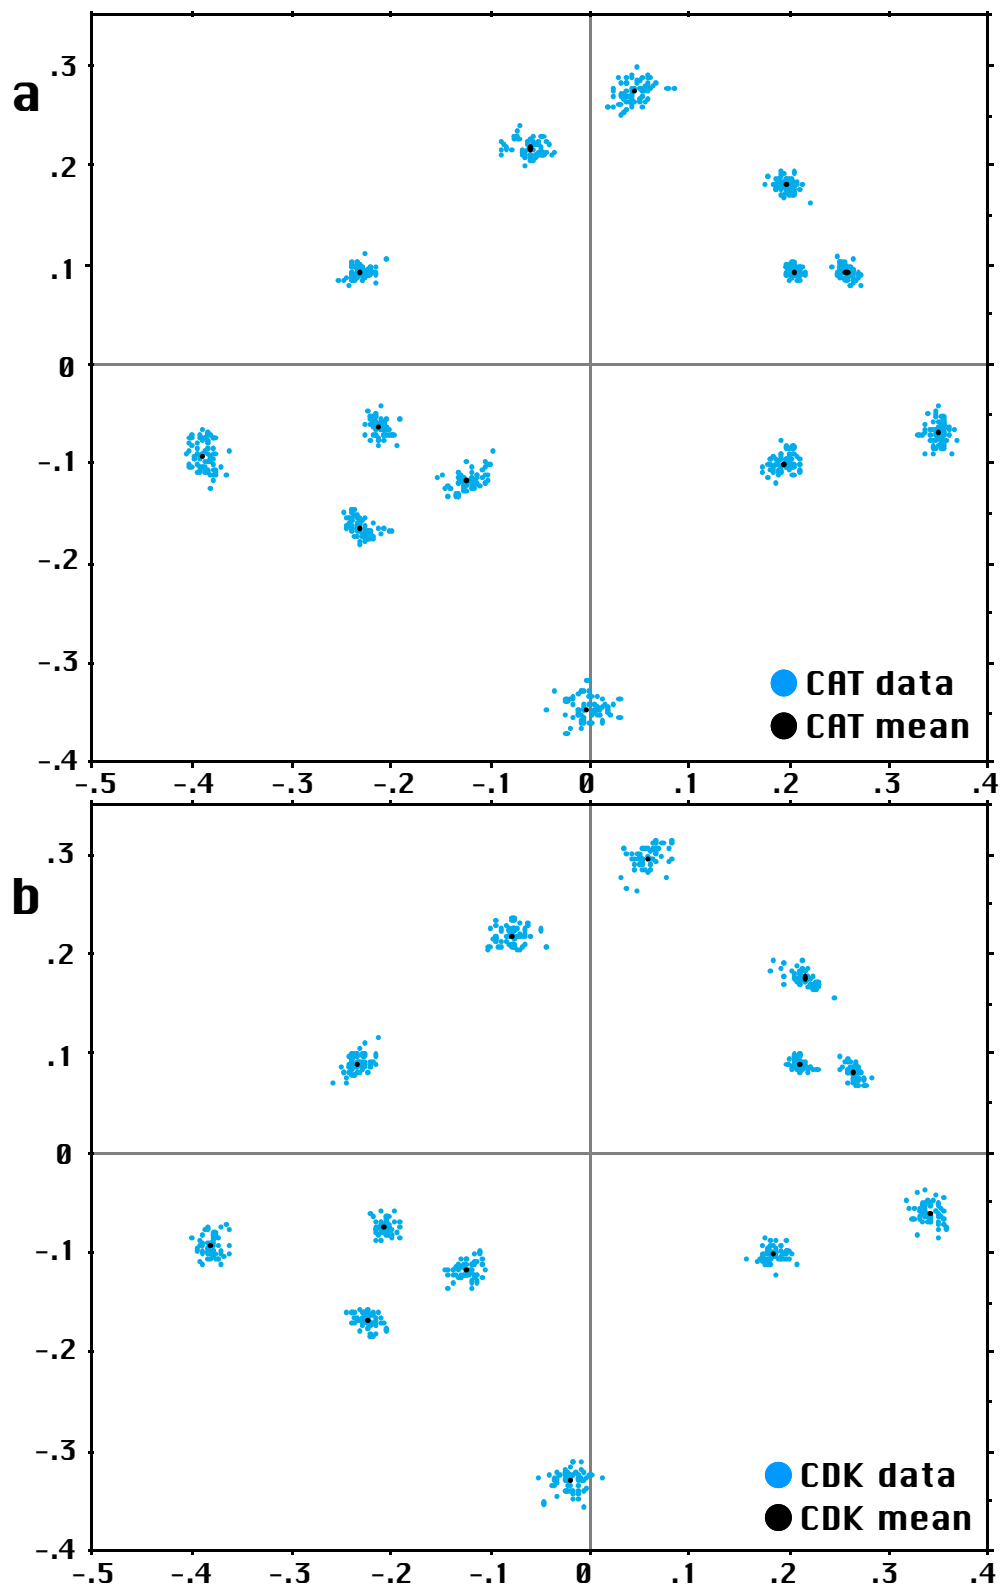 a
.3
.2
.1
0
-.1
-.2
-.3
-.4
CAT data
CAT mean
-.5 -.4 -.3 -.2 -.1 0 .1 .2 .3 .4
b
.3
.2
.1
0
-.1
-.2
-.3
-.4
CDK data
CDK mean
-.5 -.4 -.3 -.2 -.1 0 .1 .2 .3 .4